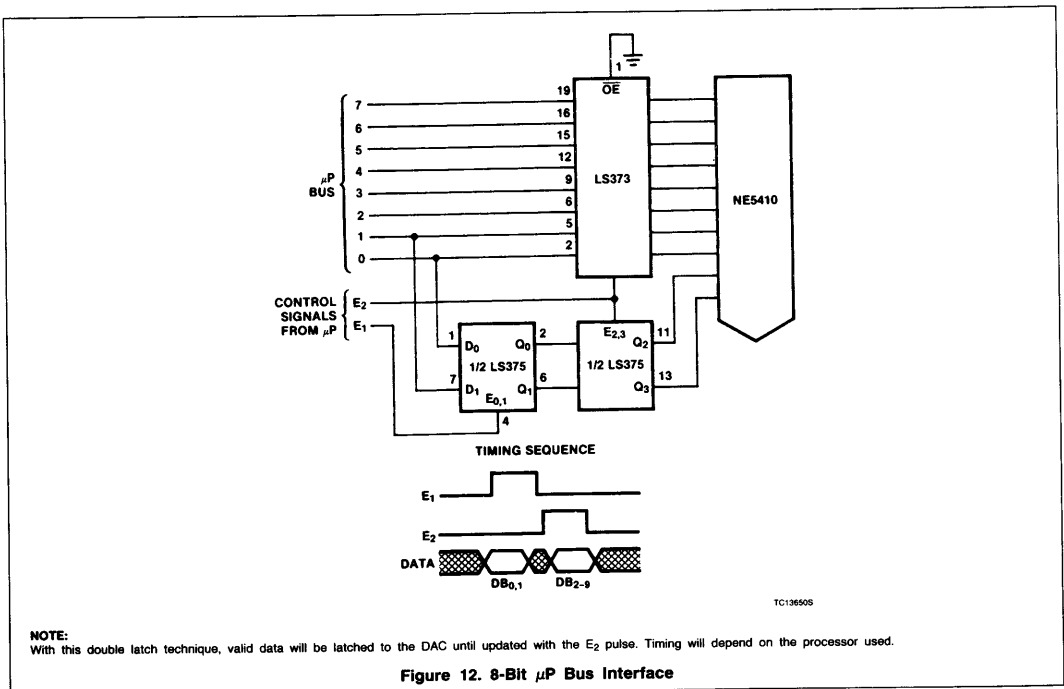 1
OE
19
7
16
6
15
5
12
4
LS373
9
μP
BUS
3
NE5410
6
2
5
1
2
0
CONTROL
SIGNALS
FROM μP
E2
E1
1
D0
Q0
2
E2,3
Q2
11
1/2 LS375
1/2 LS375
7
D1
Q1
6
Q3
13
E0,1
4
TIMING SEQUENCE
E1
E2
DATA
DB0,1
DB2-9
TC13650S
NOTE:
With this double latch technique, valid data will be latched to the DAC until updated with the E2 pulse. Timing will depend on the processor used.
Figure 12. 8-Bit μP Bus Interface